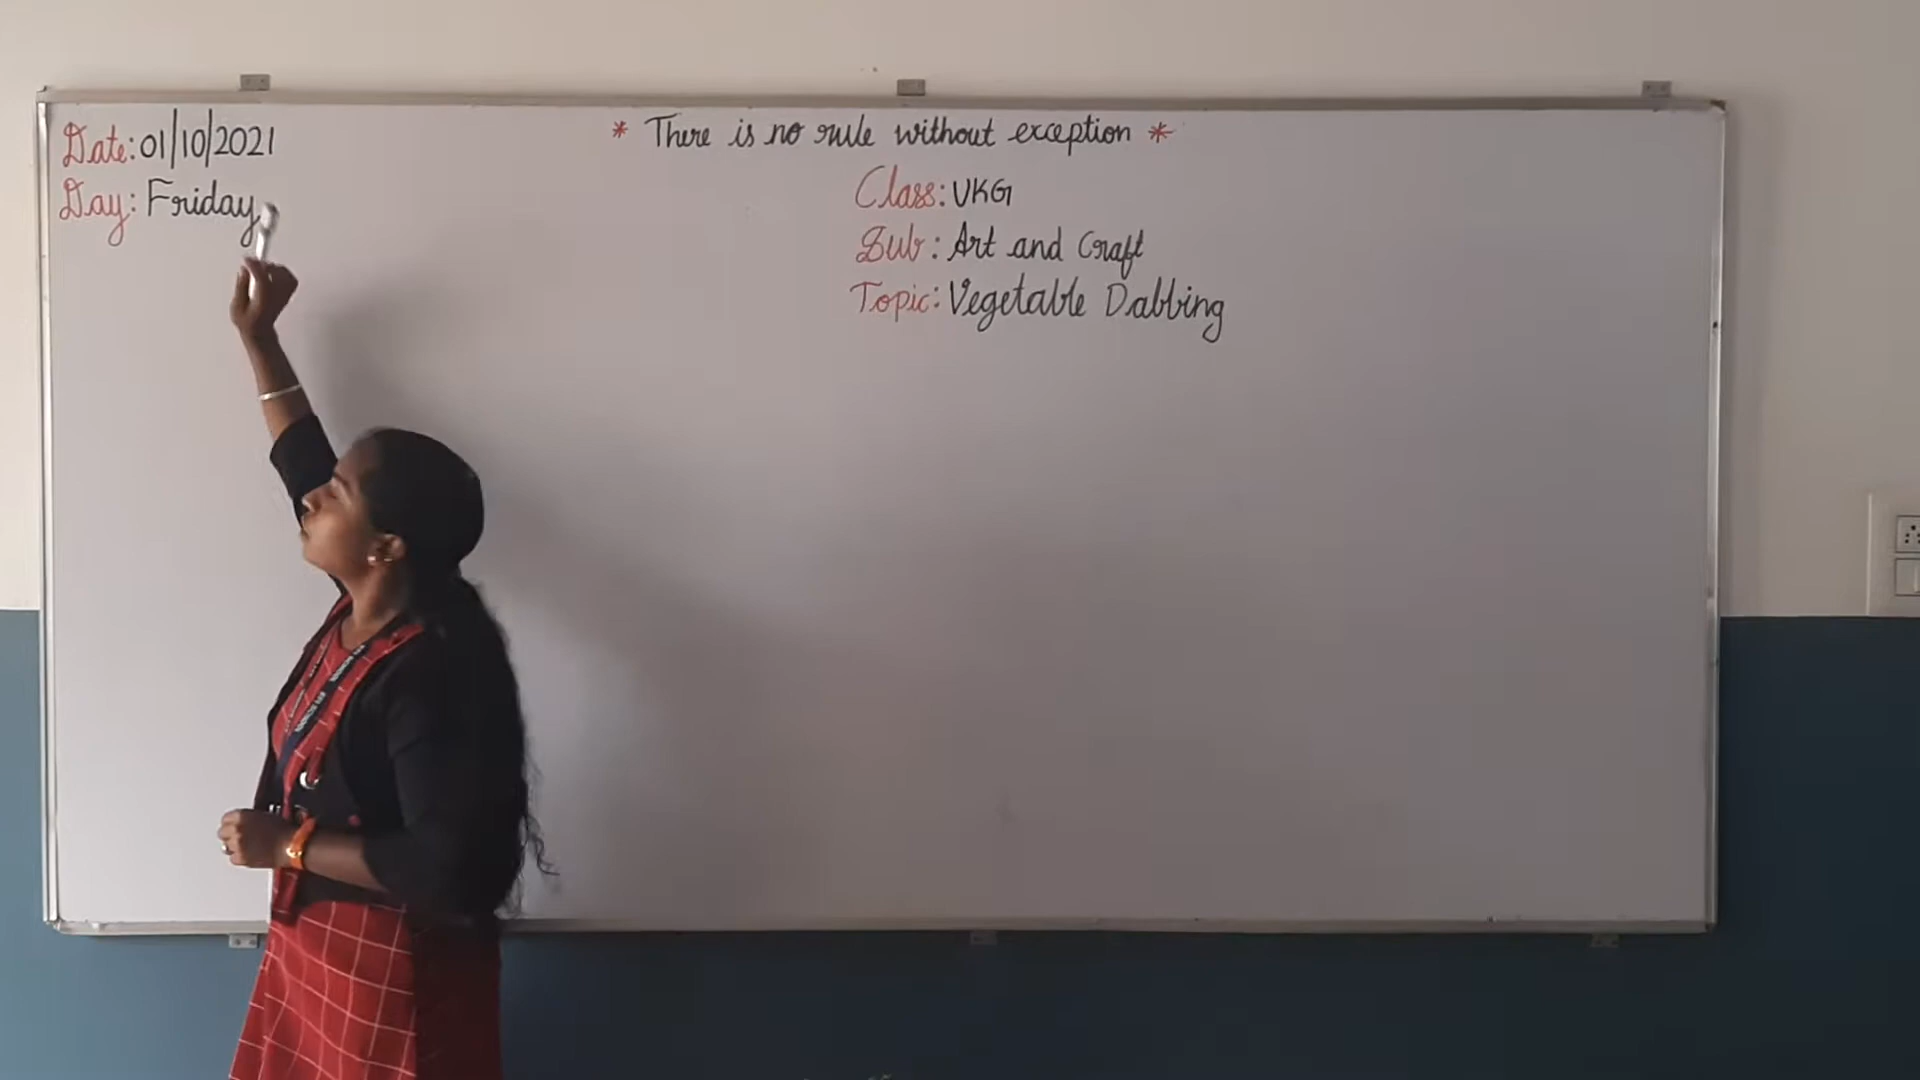 Date: 01/10/2021
Day: Friday
* There is no rule without exception *
Class: UKG
Sub: Art and Craft
Topic: Vegetable Dabbing